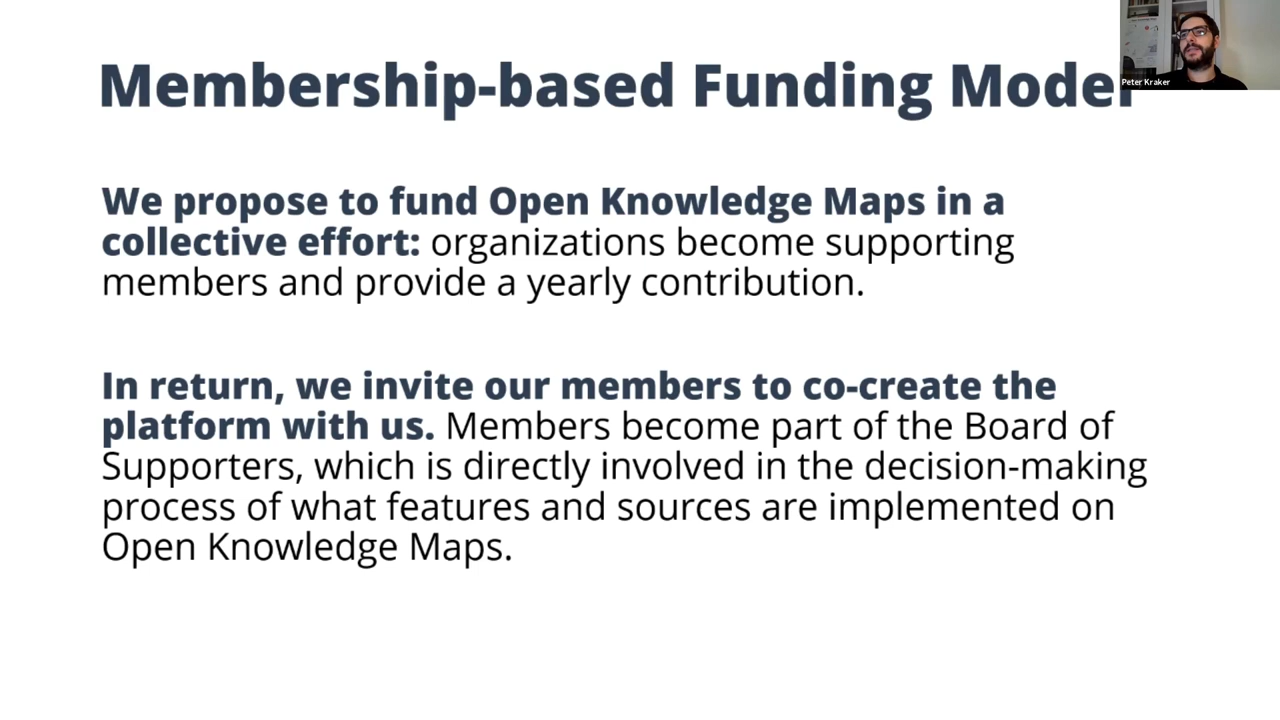 Membership-based Funding Model
Peter Kraker
We propose to fund Open Knowledge Maps in a
collective effort: organizations become supporting
members and provide a yearly contribution.
In return, we invite our members to co-create the
platform with us. Members become part of the Board of
Supporters, which is directly involved in the decision-making
process of what features and sources are implemented on
Open Knowledge Maps.